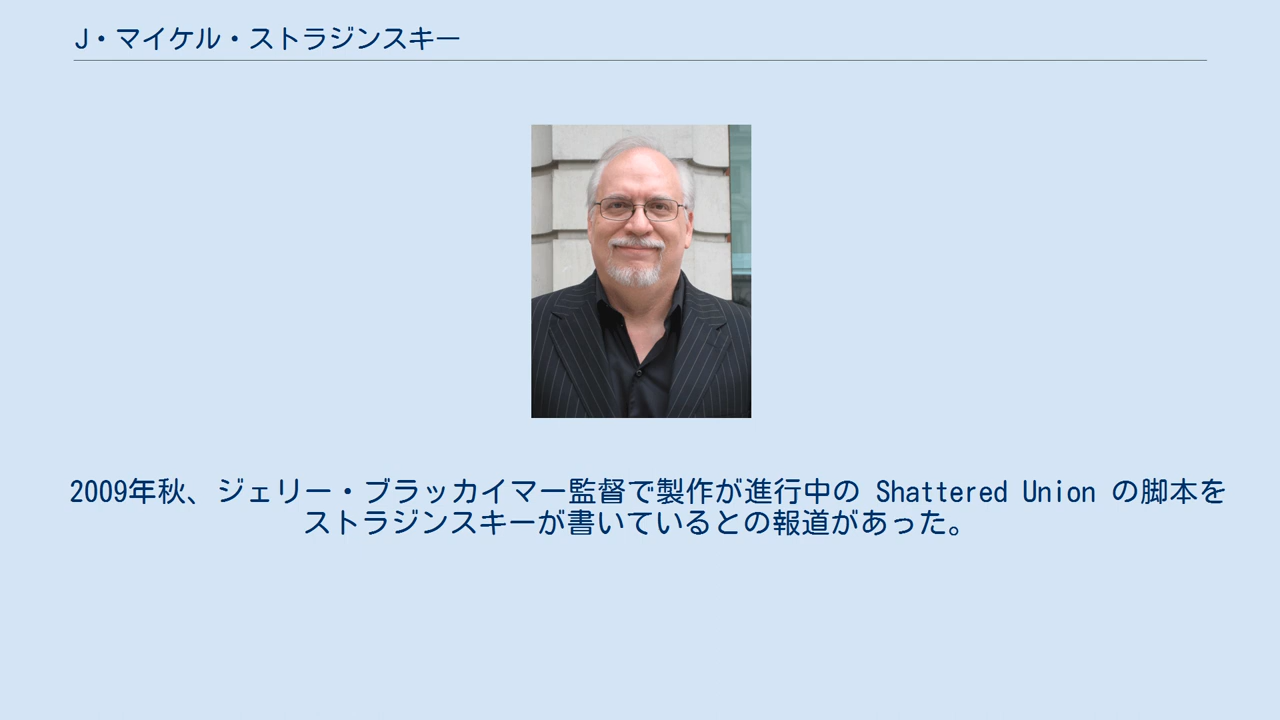 J・マイケル・ストラジンスキー
2009年秋、ジェリー・ブラッカイマー監督で製作が進行中の Shattered Union の脚本を
ストラジンスキーが書いているとの報道があった。